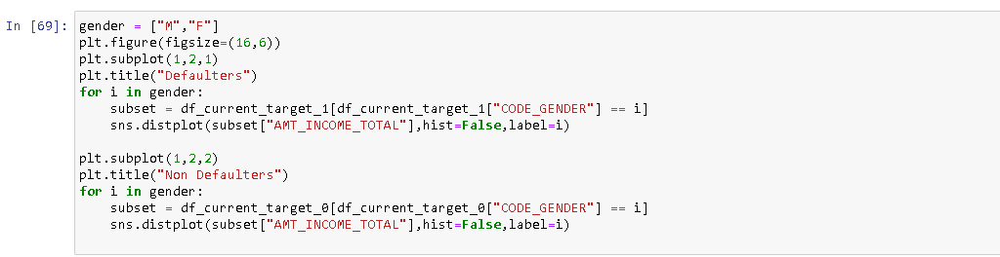 In [69]: gender = ["M","F"]
plt.figure(figsize=(16,6))
plt.subplot(1,2,1)
plt.title("Defaulters")
for i in gender:
    subset = df_current_target_1[df_current_target_1["CODE_GENDER"] == i]
    sns.distplot(subset["AMT_INCOME_TOTAL"],hist=False,label=i)

plt.subplot(1,2,2)
plt.title("Non Defaulters")
for i in gender:
    subset = df_current_target_0[df_current_target_0["CODE_GENDER"] == i]
    sns.distplot(subset["AMT_INCOME_TOTAL"],hist=False,label=i)